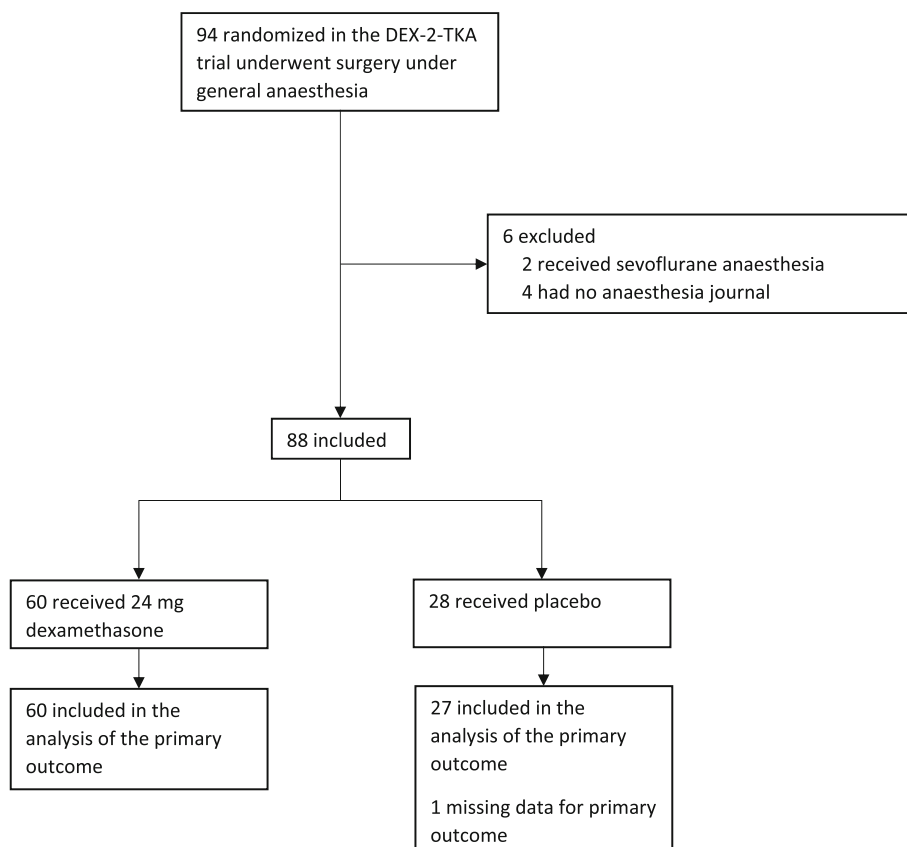 94 randomized in the DEX-2-TKA
trial underwent surgery under
general anaesthesia
6 excluded
2 received sevoflurane anaesthesia
4 had no anaesthesia journal
88 included
60 received 24 mg
dexamethasone
28 received placebo
60 included in the
analysis of the primary
outcome
27 included in the
analysis of the primary
outcome
1 missing data for primary
outcome